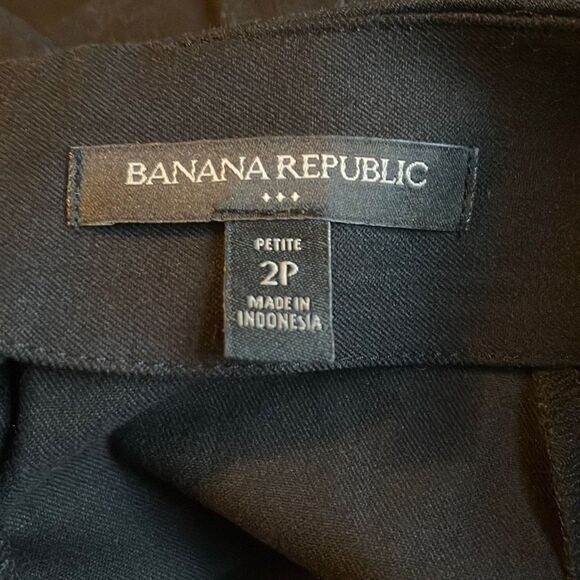 BANANA REPUBLIC
PETITE
2P
MADE IN
INDONESIA